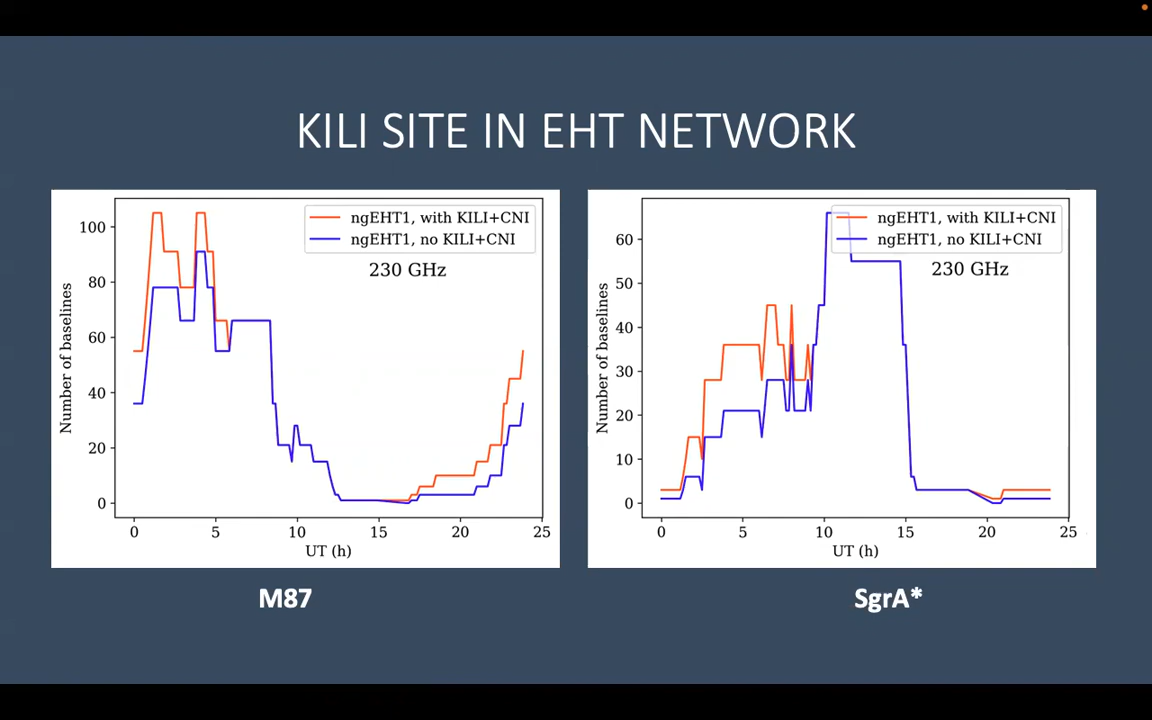 KILI SITE IN EHT NETWORK
ngEHT1, with KILI+CNI
ngEHT1, no KILI+CNI
230 GHz
Number of baselines
100
80
60
40
20
0
0 5 10 15 20 25
UT (h)
M87
ngEHT1, with KILI+CNI
ngEHT1, no KILI+CNI
230 GHz
Number of baselines
60
50
40
30
20
10
0
0 5 10 15 20 25
UT (h)
SgrA*